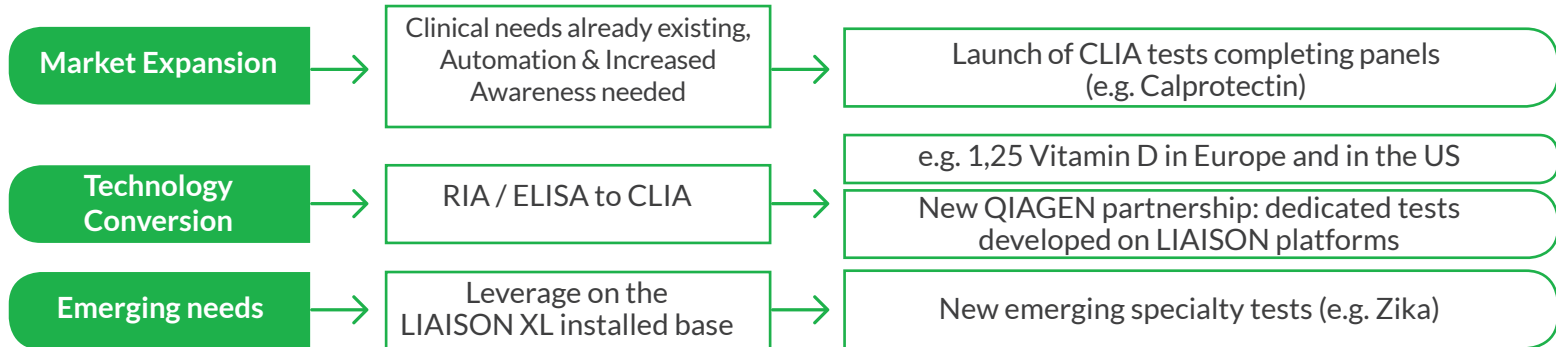 Market Expansion
Clinical needs already existing,
Automation & Increased
Awareness needed
Launch of CLIA tests completing panels
(e.g. Calprotectin)
Technology
Conversion
RIA / ELISA to CLIA
e.g. 1,25 Vitamin D in Europe and in the US
New QIAGEN partnership: dedicated tests
developed on LIAISON platforms
Emerging needs
Leverage on the
LIAISON XL installed base
New emerging specialty tests (e.g. Zika)